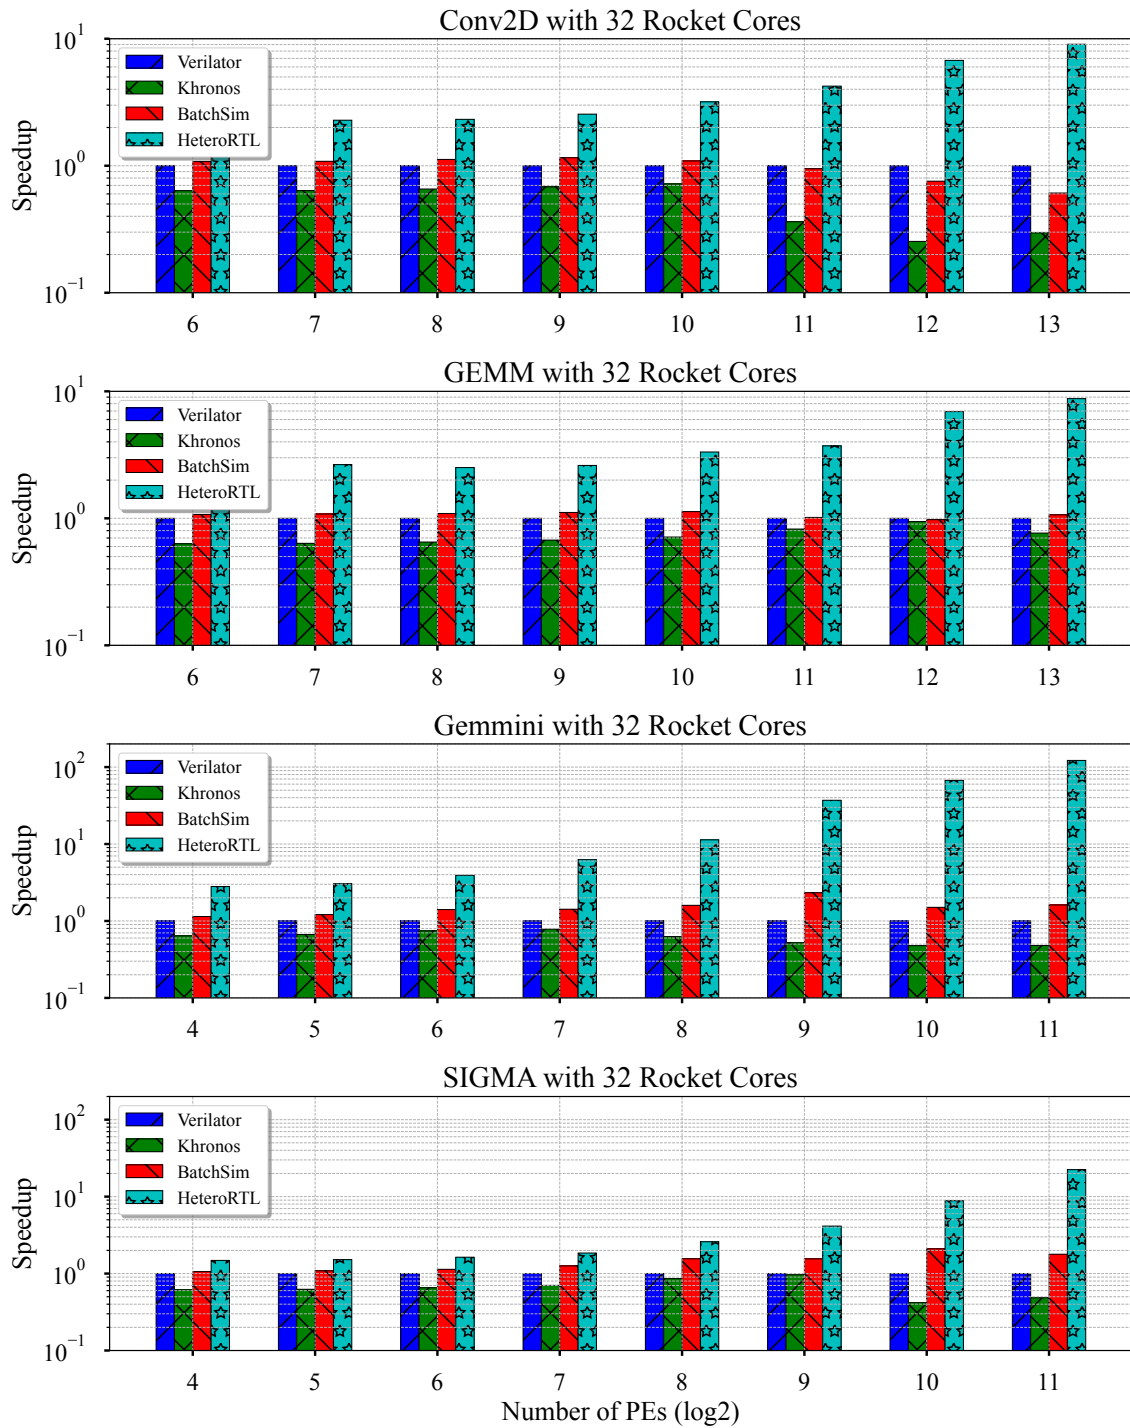 Conv2D with 32 Rocket Cores
Speedup
10^1
10^0
10^−1
Verilator
Khronos
BatchSim
HeteroRTL
6 7 8 9 10 11 12 13
GEMM with 32 Rocket Cores
Speedup
10^1
10^0
10^−1
Verilator
Khronos
BatchSim
HeteroRTL
6 7 8 9 10 11 12 13
Gemmini with 32 Rocket Cores
Speedup
10^2
10^1
10^0
10^−1
Verilator
Khronos
BatchSim
HeteroRTL
4 5 6 7 8 9 10 11
SIGMA with 32 Rocket Cores
Speedup
10^2
10^1
10^0
10^−1
Verilator
Khronos
BatchSim
HeteroRTL
4 5 6 7 8 9 10 11
Number of PEs (log2)